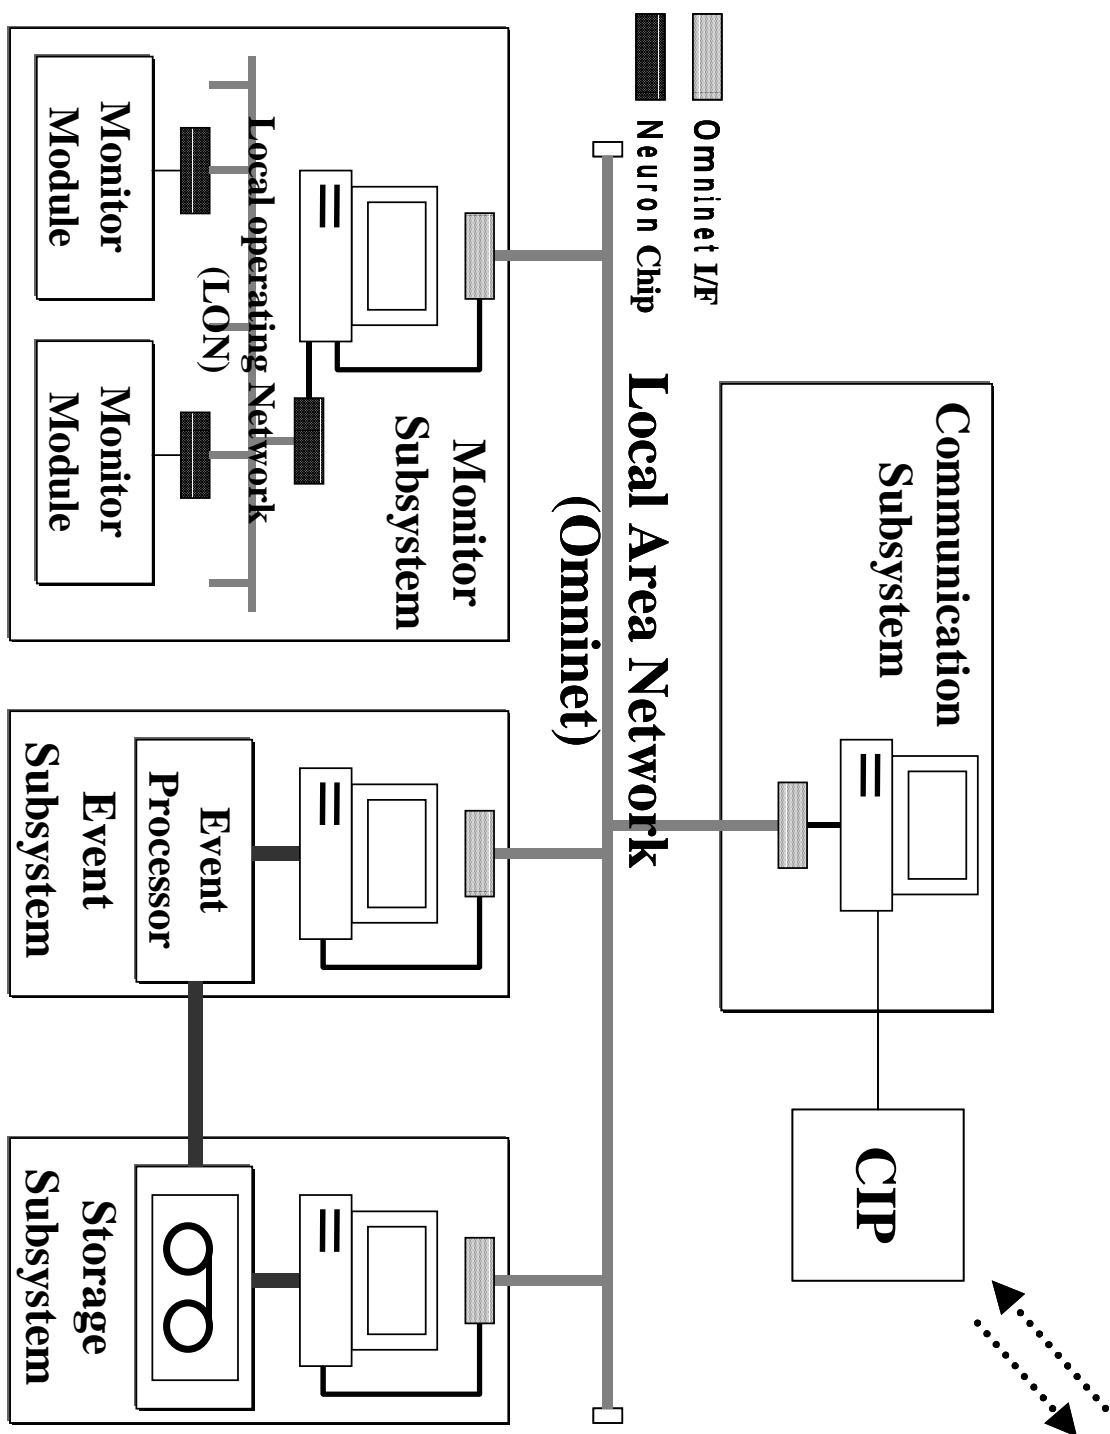 Omninet I/F
Neuron Chip
Communication
Subsystem
CIP
Local Area Network
(Omninet)
Monitor
Subsystem
Local operating Network
(LON)
Monitor
Module
Monitor
Module
Event
Processor
Event
Subsystem
Storage
Subsystem